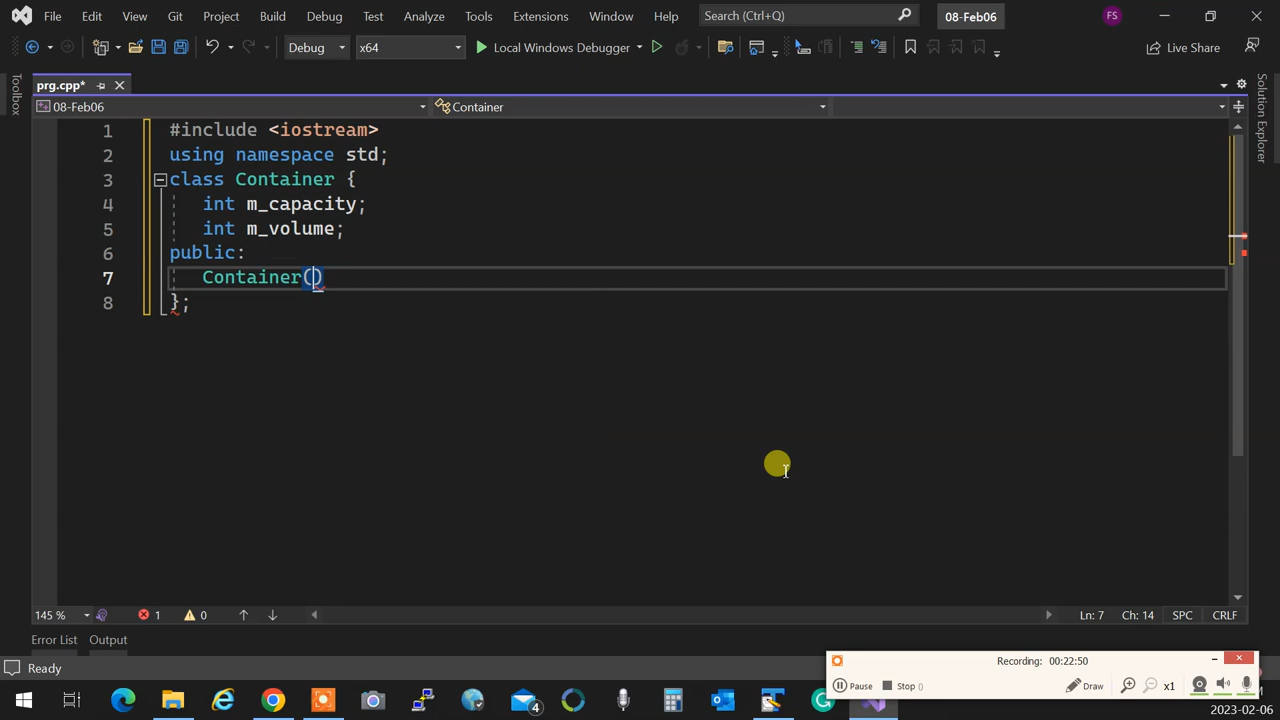 File Edit View Git Project Build Debug Test Analyze Tools Extensions Window Help Search (Ctrl+Q) 08-Feb06 FS
Debug x64 Local Windows Debugger Live Share
prg.cpp*
08-Feb06 Container
1 #include <iostream>
2 using namespace std;
3 class Container {
4 int m_capacity;
5 int m_volume;
6 public:
7 Container()
8 };
Toolbox
Solution Explorer
145 % 1 0 Ln: 7 Ch: 14 SPC CRLF
Error List Output
Ready
Recording: 00:22:50
Pause Stop () Draw x1
4
2023-02-06